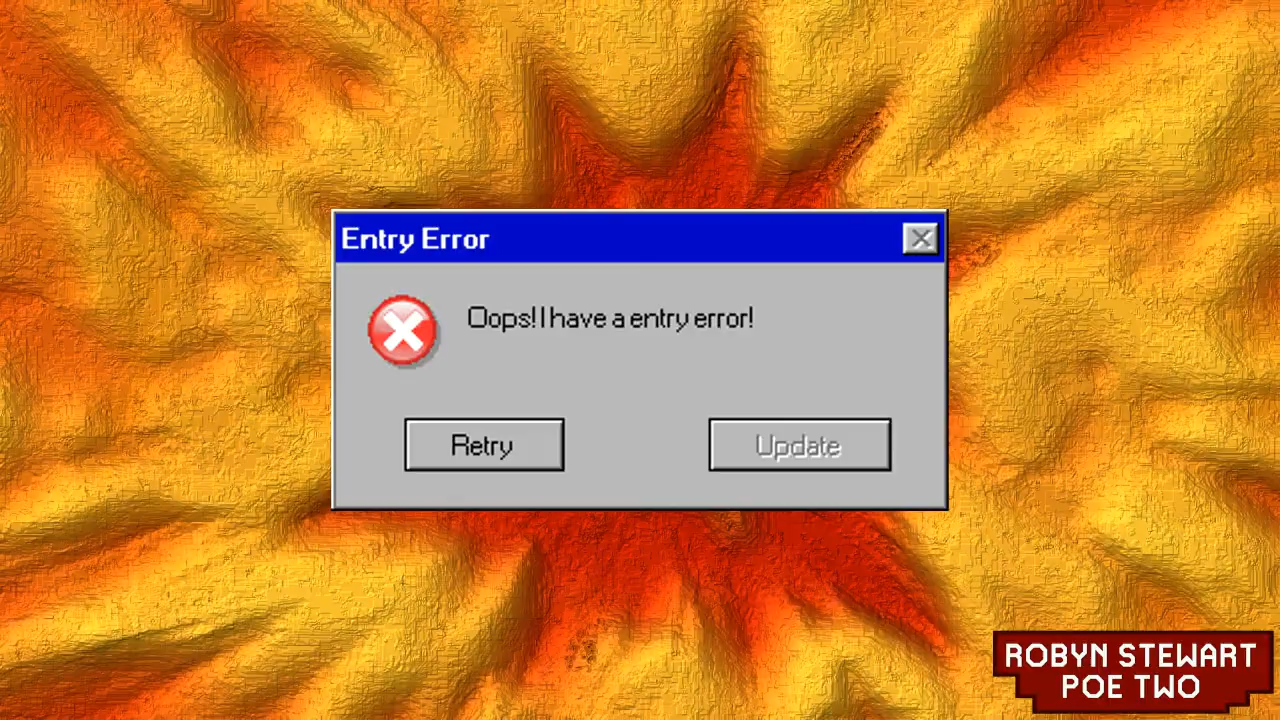 Entry Error
Oops! I have a entry error!
Retry
Update
ROBYN STEWART
POE TWO